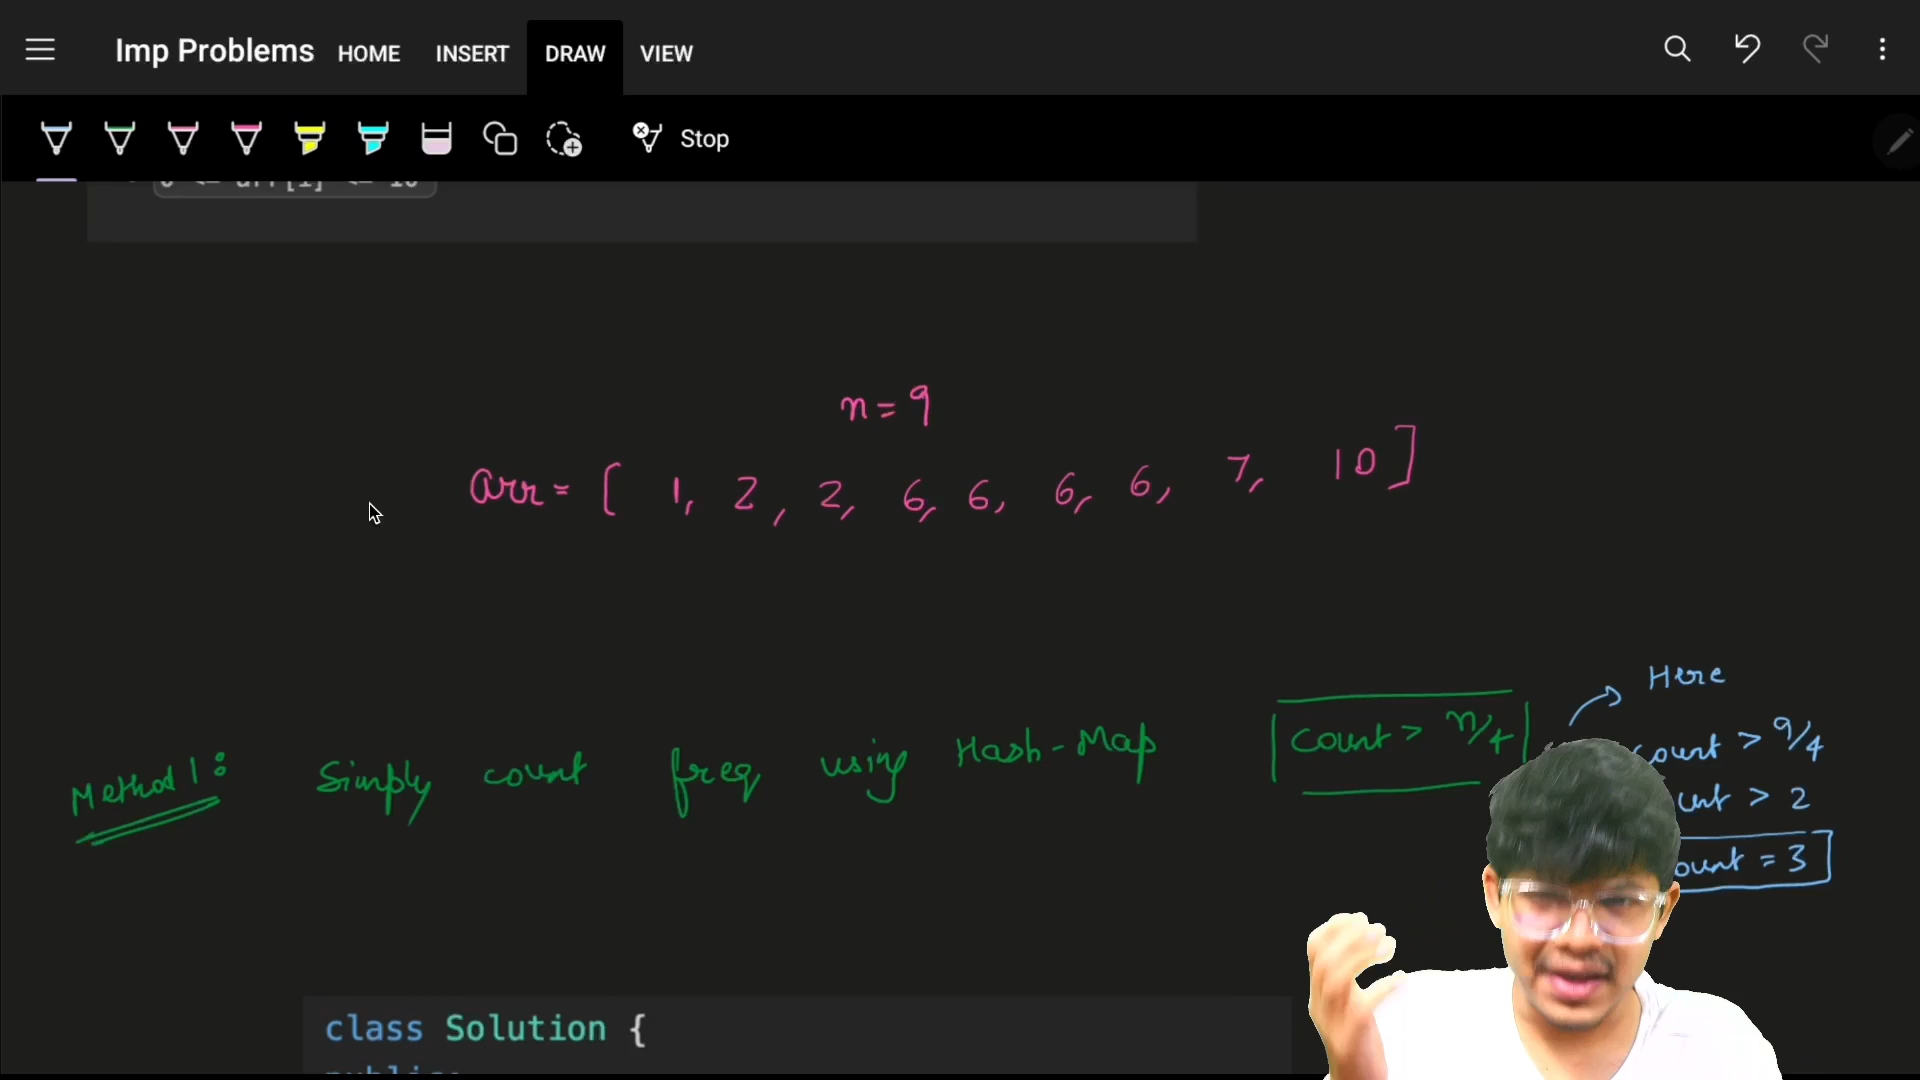 Imp Problems HOME INSERT DRAW VIEW
Stop
n = 9
arr = [ 1, 2, 2, 6, 6, 6, 6, 7, 10 ]
Here
Method 1: Simply count freq using Hash-Map count > n/4
count > 9/4
unt > 2
ount = 3
class Solution {